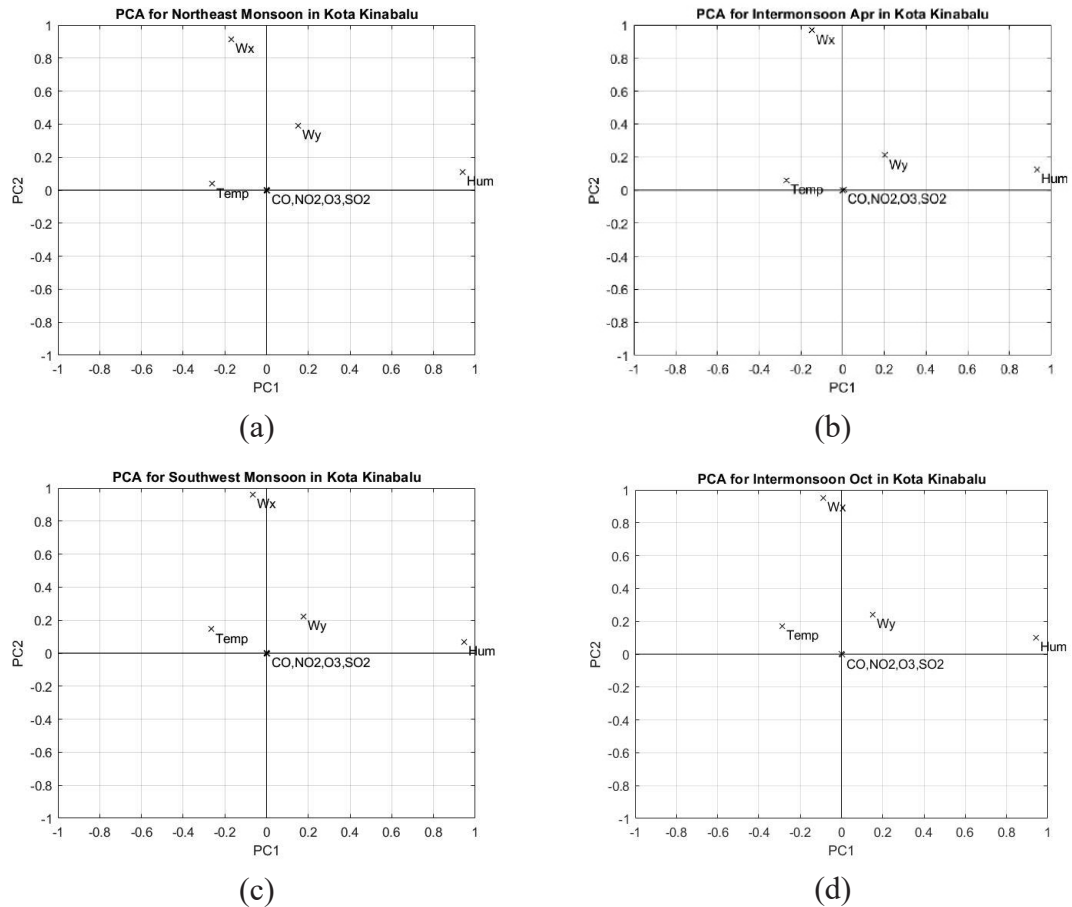 PCA for Northeast Monsoon in Kota Kinabalu
1
0.8
0.6
0.4
0.2
0
-0.2
-0.4
-0.6
-0.8
-1
PC2
Wx
Wy
Temp
Hum
CO,NO2,O3,SO2
-1 -0.8 -0.6 -0.4 -0.2 0 0.2 0.4 0.6 0.8 1
PC1
(a)
PCA for Intermonsoon Apr in Kota Kinabalu
1
0.8
0.6
0.4
0.2
0
-0.2
-0.4
-0.6
-0.8
-1
PC2
Wx
Wy
Temp
Hum
CO,NO2,O3,SO2
-1 -0.8 -0.6 -0.4 -0.2 0 0.2 0.4 0.6 0.8 1
PC1
(b)
PCA for Southwest Monsoon in Kota Kinabalu
1
0.8
0.6
0.4
0.2
0
-0.2
-0.4
-0.6
-0.8
-1
PC2
Wx
Wy
Temp
Hum
CO,NO2,O3,SO2
-1 -0.8 -0.6 -0.4 -0.2 0 0.2 0.4 0.6 0.8 1
PC1
(c)
PCA for Intermonsoon Oct in Kota Kinabalu
1
0.8
0.6
0.4
0.2
0
-0.2
-0.4
-0.6
-0.8
-1
PC2
Wx
Wy
Temp
Hum
CO,NO2,O3,SO2
-1 -0.8 -0.6 -0.4 -0.2 0 0.2 0.4 0.6 0.8 1
PC1
(d)